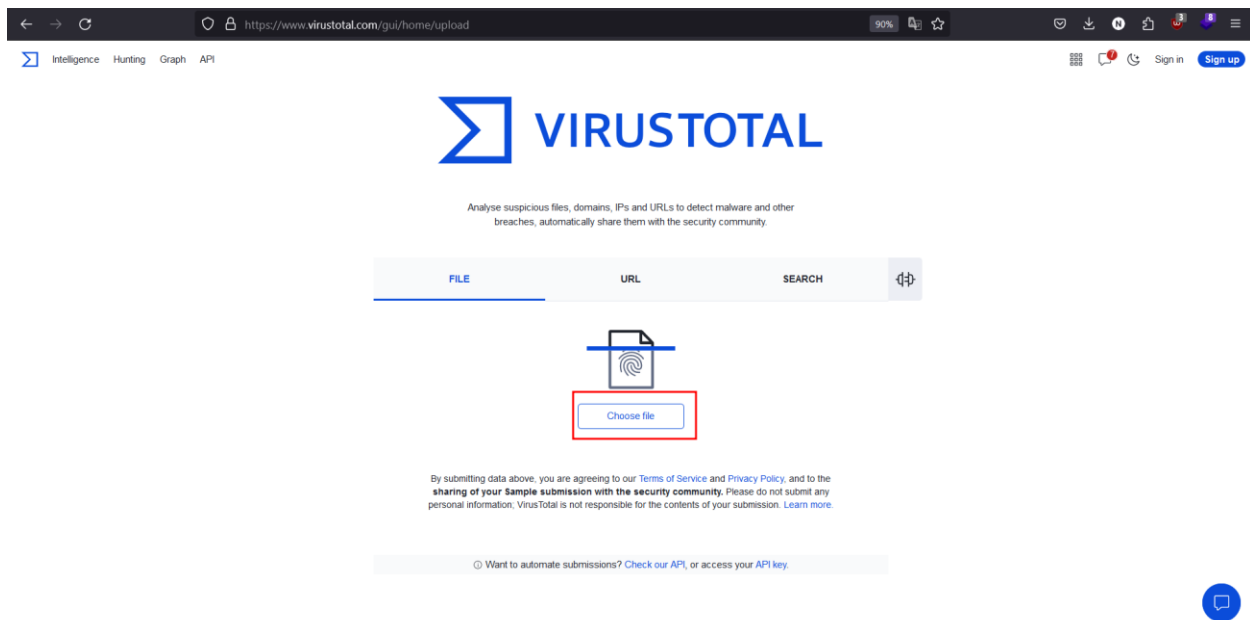 https://www.virustotal.com/gui/home/upload
90%
N
3
8
Intelligence Hunting Graph API
7
Sign in
Sign up
VIRUSTOTAL
Analyse suspicious files, domains, IPs and URLs to detect malware and other
breaches, automatically share them with the security community.
FILE
URL
SEARCH
Choose file
By submitting data above, you are agreeing to our Terms of Service and Privacy Policy, and to the
sharing of your Sample submission with the security community. Please do not submit any
personal information; VirusTotal is not responsible for the contents of your submission. Learn more.
Want to automate submissions? Check our API, or access your API key.